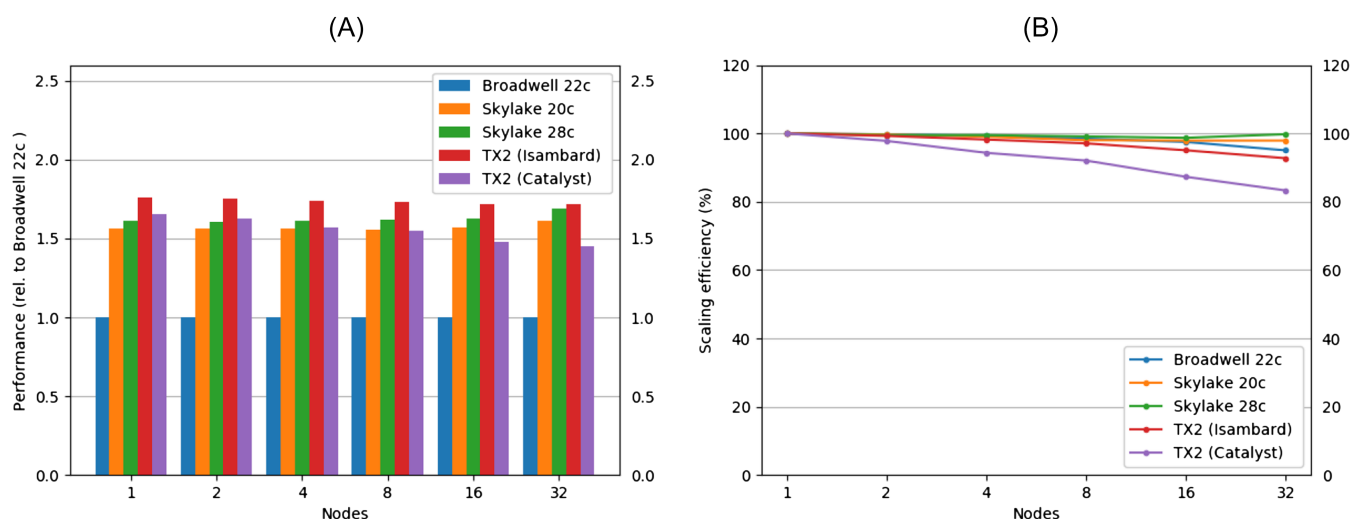 (A)
2.5
2.0
1.5
1.0
0.5
0.0
Performance (rel. to Broadwell 22c )
2.5
2.0
1.5
1.0
0.5
0.0
Broadwell 22c
Skylake 20c
Skylake 28c
TX2 (Isambard)
TX2 (Catalyst)
1 2 4 8 16 32
Nodes
(B)
120
100
80
60
40
20
0
Scaling efficiency (%)
120
100
80
60
40
20
0
Broadwell 22c
Skylake 20c
Skylake 28c
TX2 (Isambard)
TX2 (Catalyst)
1 2 4 8 16 32
Nodes